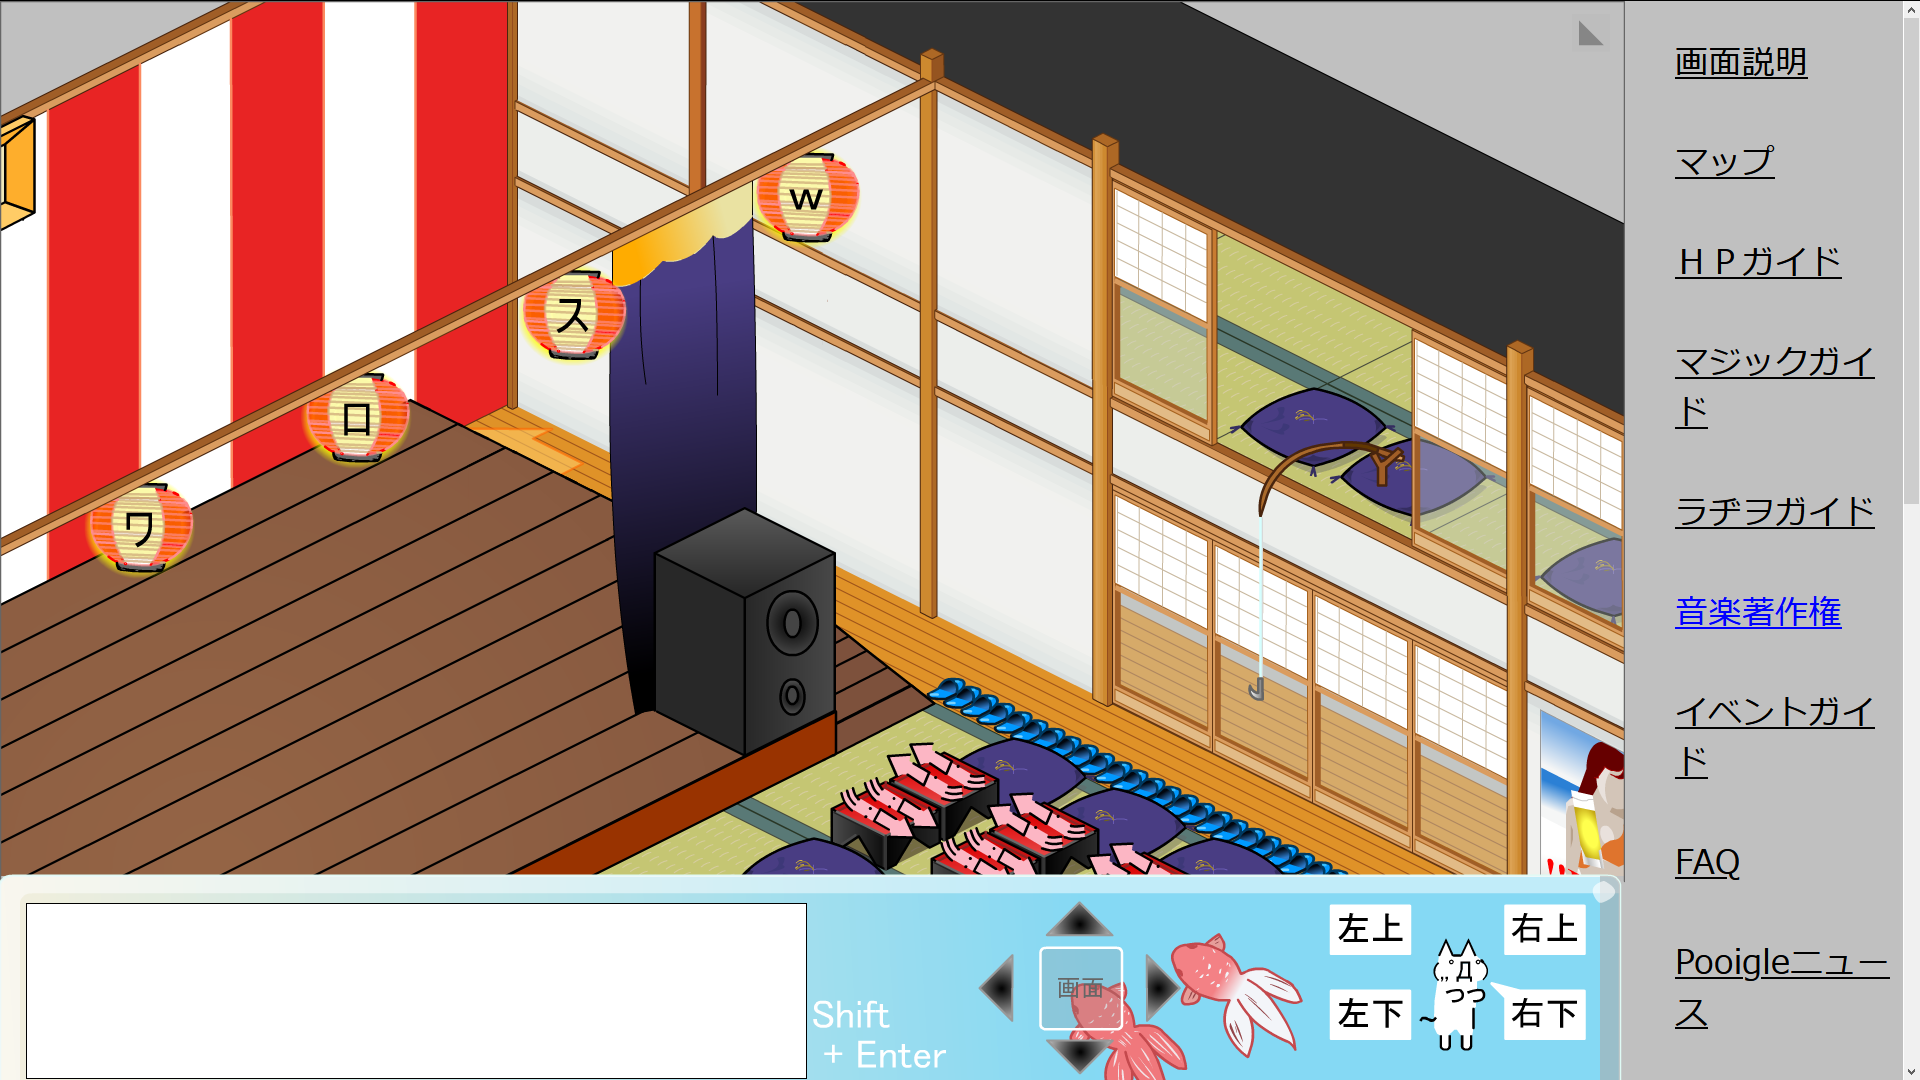 ワ
ロ
ス
w
画面説明
マップ
ＨＰガイド
マジックガイ
ド
ラヂヲガイド
音楽著作権
イベントガイ
ド
FAQ
Pooigleニュー
ス
Shift
+ Enter
画面
左上
右上
左下
右下